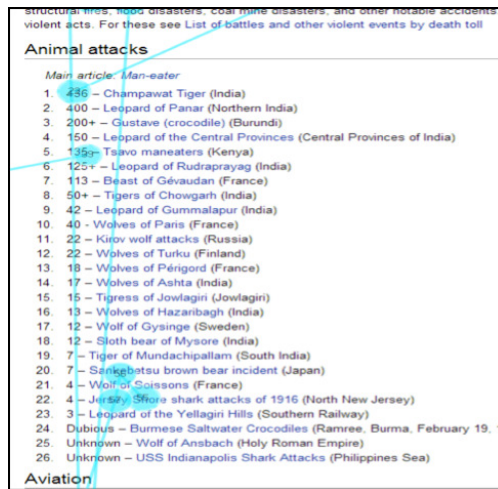 structural fires, flood disasters, coal mine disasters, and other notable accidents
violent acts. For these see List of battles and other violent events by death toll
Animal attacks
Main article: Man-eater
1. 436 – Champawat Tiger (India)
2. 400 – Leopard of Panar (Northern India)
3. 200+ – Gustave (crocodile) (Burundi)
4. 150 – Leopard of the Central Provinces (Central Provinces of India)
5. 135 – Tsavo maneaters (Kenya)
6. 125+ – Leopard of Rudraprayag (India)
7. 113 – Beast of Gévaudan (France)
8. 50+ – Tigers of Chowgarh (India)
9. 42 – Leopard of Gummalapur (India)
10. 40 - Wolves of Paris (France)
11. 22 – Kirov wolf attacks (Russia)
12. 22 – Wolves of Turku (Finland)
13. 18 – Wolves of Périgord (France)
14. 17 – Wolves of Ashta (India)
15. 15 – Tigress of Jowlagiri (Jowlagiri)
16. 13 – Wolves of Hazaribagh (India)
17. 12 – Wolf of Gysinge (Sweden)
18. 12 – Sloth bear of Mysore (India)
19. 7 – Tiger of Mundachipallam (South India)
20. 7 – Sankebetsu brown bear incident (Japan)
21. 4 – Wolf of Soissons (France)
22. 4 – Jersey Shore shark attacks of 1916 (North New Jersey)
23. 3 – Leopard of the Yellagiri Hills (Southern Railway)
24. Dubious – Burmese Saltwater Crocodiles (Ramree, Burma, February 19,
25. Unknown – Wolf of Ansbach (Holy Roman Empire)
26. Unknown – USS Indianapolis Shark Attacks (Philippines Sea)
Aviation